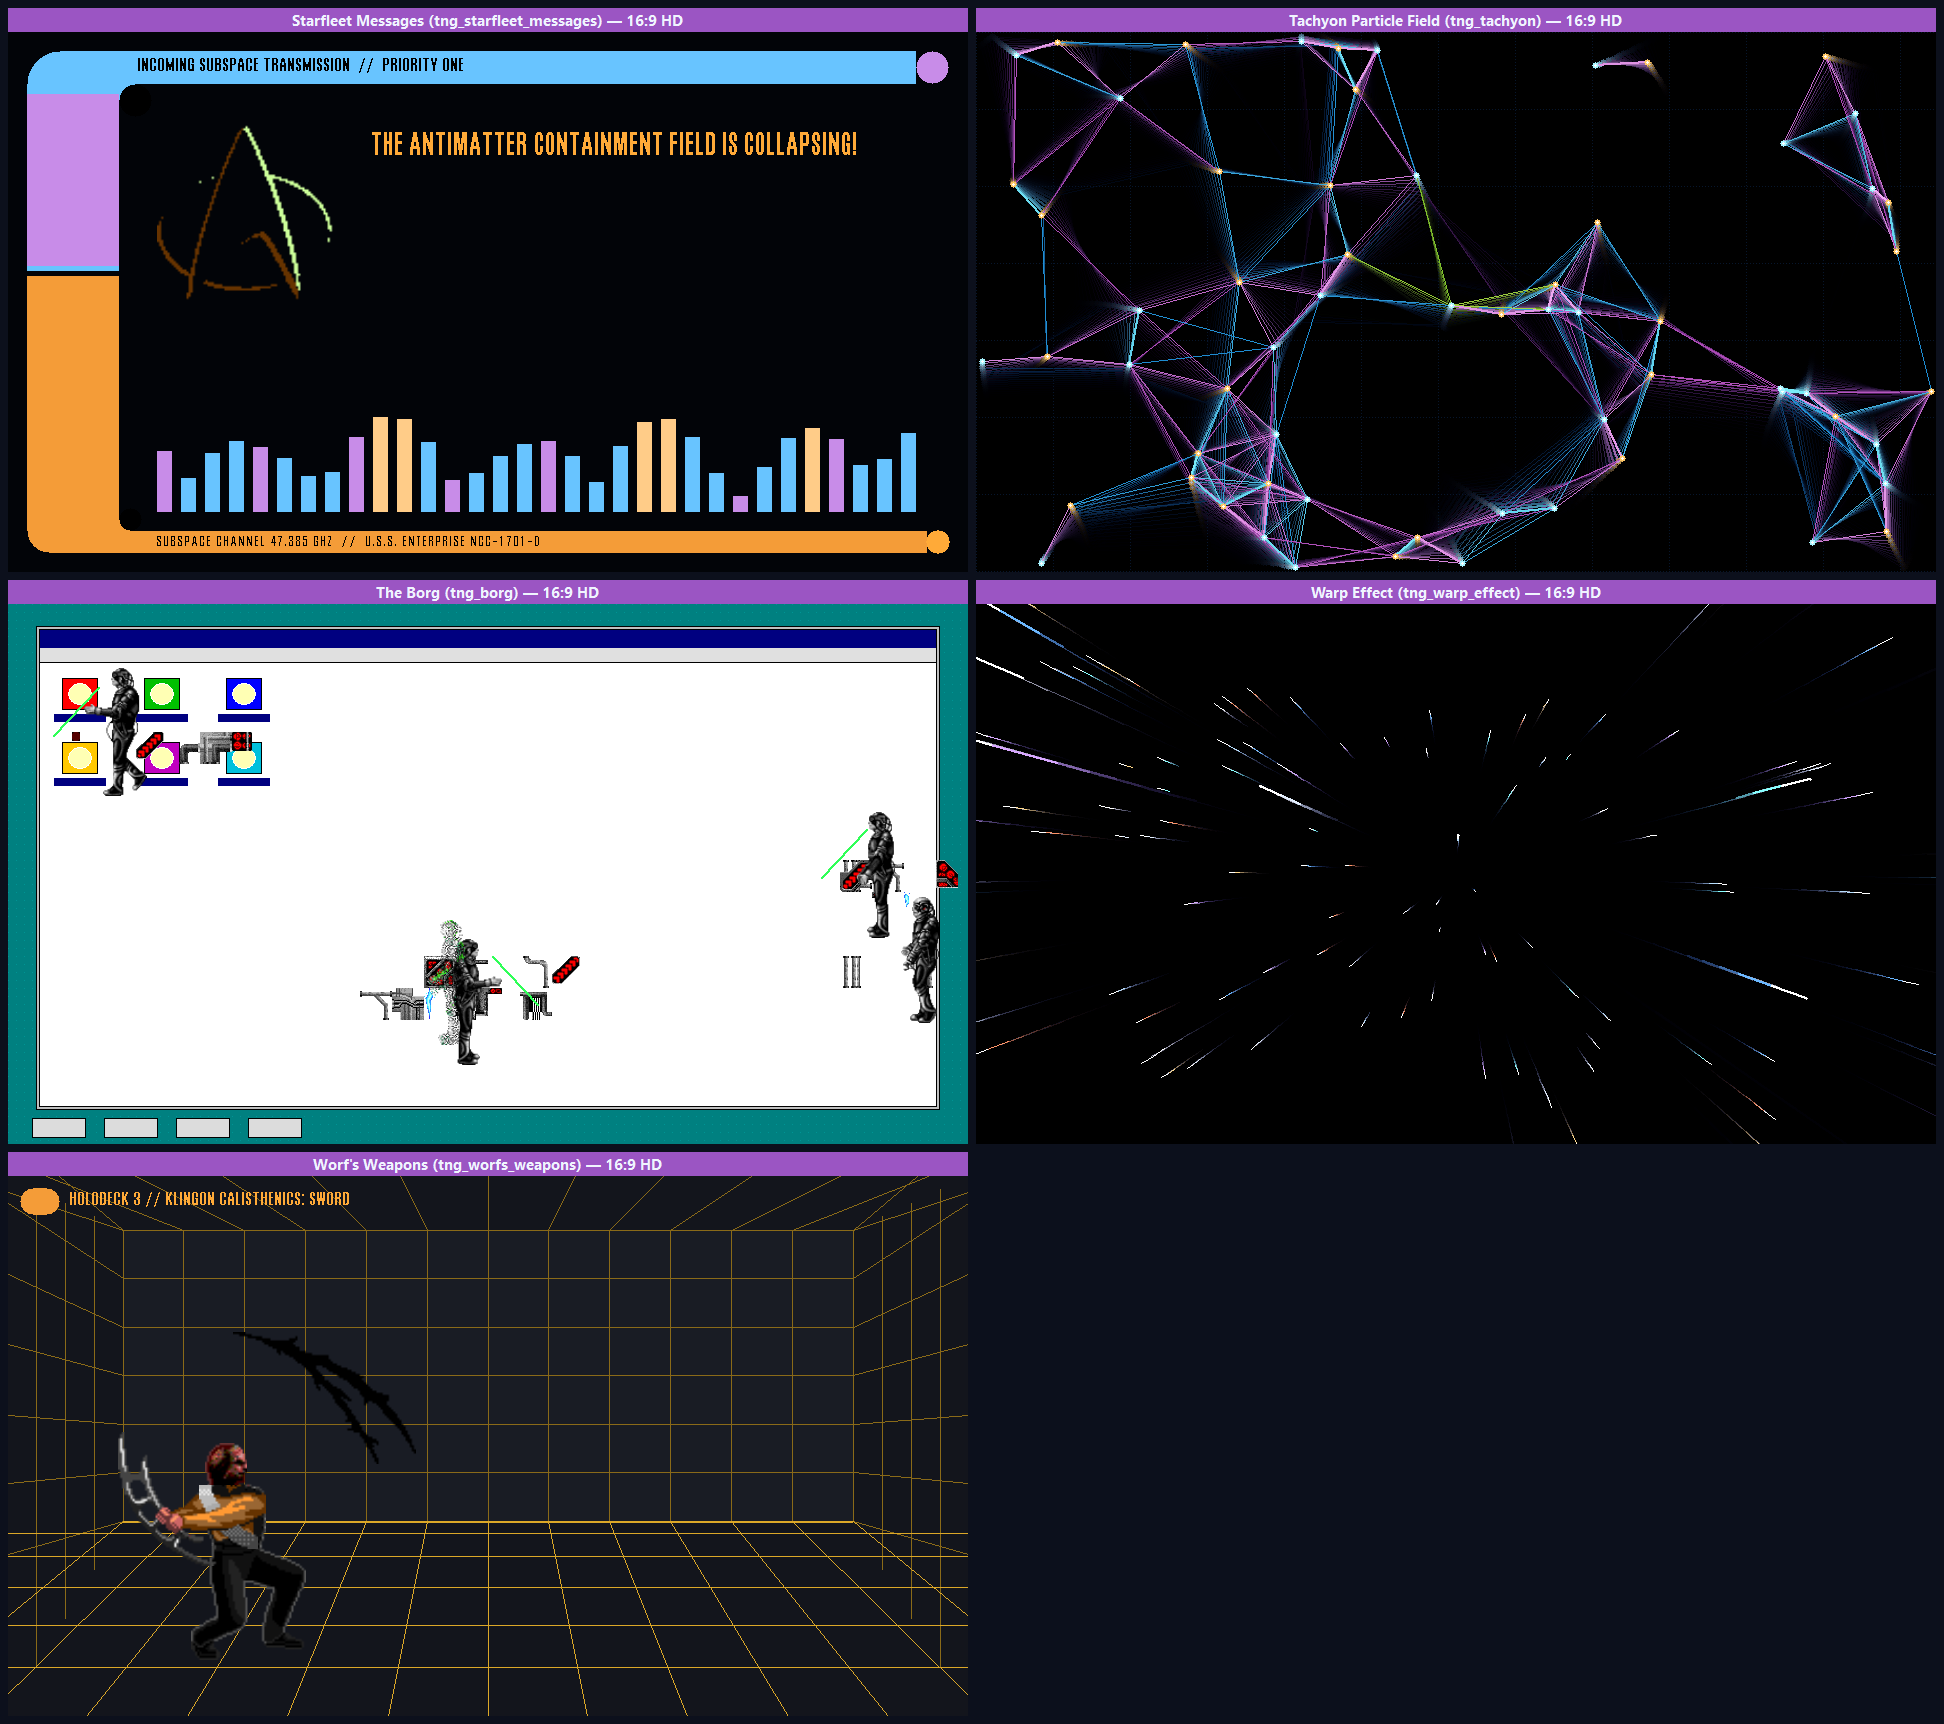 Starfleet Messages (tng_starfleet_messages) — 16:9 HD
Tachyon Particle Field (tng_tachyon) — 16:9 HD
INCOMING SUBSPACE TRANSMISSION // PRIORITY ONE
THE ANTIMATTER CONTAINMENT FIELD IS COLLAPSING!
SUBSPACE CHANNEL 47.385 GHZ // U.S.S. ENTERPRISE NCC-1701-D
The Borg (tng_borg) — 16:9 HD
Warp Effect (tng_warp_effect) — 16:9 HD
Worf's Weapons (tng_worfs_weapons) — 16:9 HD
HOLODECK 3 // KLINGON CALISTHENICS: SWORD